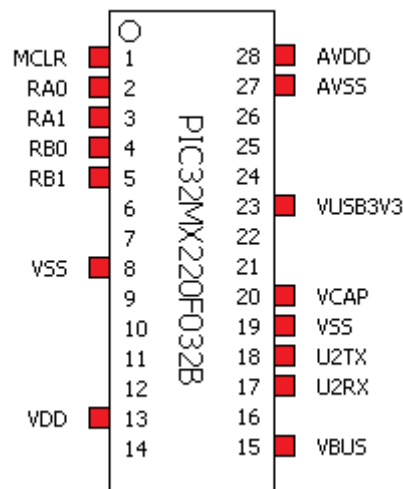 MCLR 1 28 AVDD
RA0 2 27 AVSS
RA1 3 26
RB0 4 25
RB1 5 24
6 23 VUSB3V3
7 22
VSS 8 21
9 20 VCAP
10 19 VSS
11 18 U2TX
12 17 U2RX
VDD 13 16
14 15 VBUS
PIC32MX220F032B